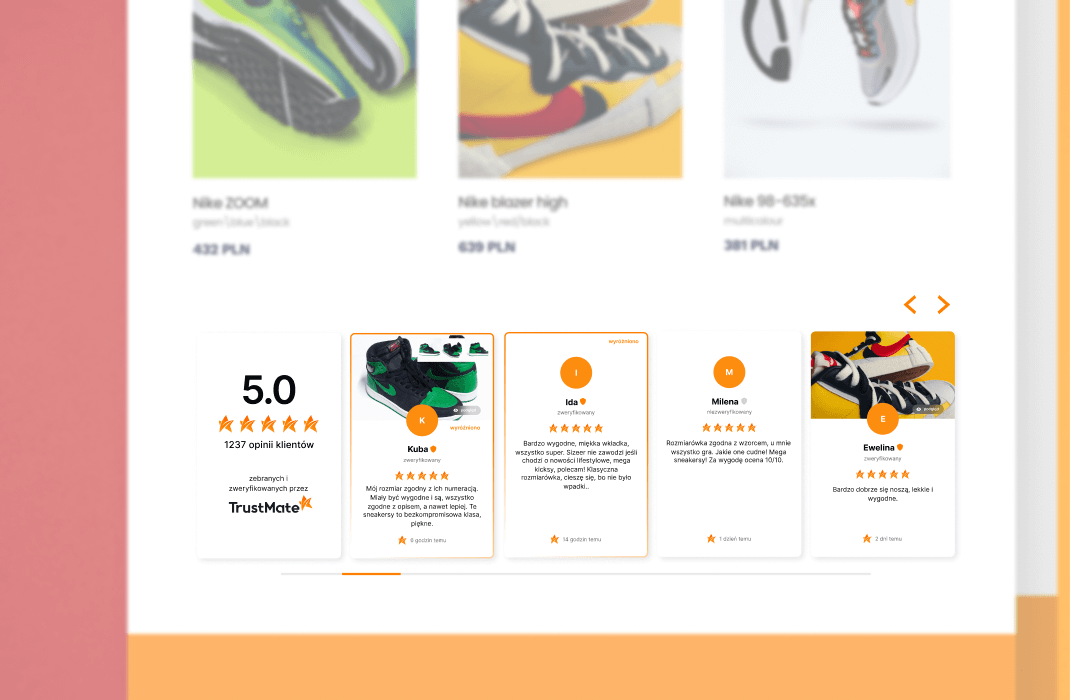 Nike ZOOM
green\blue\black
432 PLN
Nike blazer high
yellow\red/black
639 PLN
Nike 98-635x
multicolour
381 PLN
5.0
1237 opinii klientów
zebranych i
zweryfikowanych przez
TrustMate
K
wyróżniono
Kuba
zweryfikowany
Mój rozmiar zgodny z ich numeracją.
Miały być wygodne i są, wszystko
zgodne z opisem, a nawet lepiej. Te
sneakersy to bezkompromisowa klasa,
piękne.
9 godzin temu
wyróżniono
I
Ida
zweryfikowany
Bardzo wygodne, miękka wkładka,
wszystko super. Sizeer nie zawodzi jeśli
chodzi o nowości lifestylowe, mega
kicksy, polecam! Klasyczna
rozmiarówka, cieszę się, bo nie było
wpadki..
14 godzin temu
M
Milena
niezweryfikowany
Rozmiarówka zgodna z wzorcem, u mnie
wszystko gra. Jakie one cudne! Mega
sneakersy! Za wygodę ocena 10/10.
1 dzień temu
E
Ewelina
zweryfikowany
Bardzo dobrze się noszą, lekkie i
wygodne.
2 dni temu